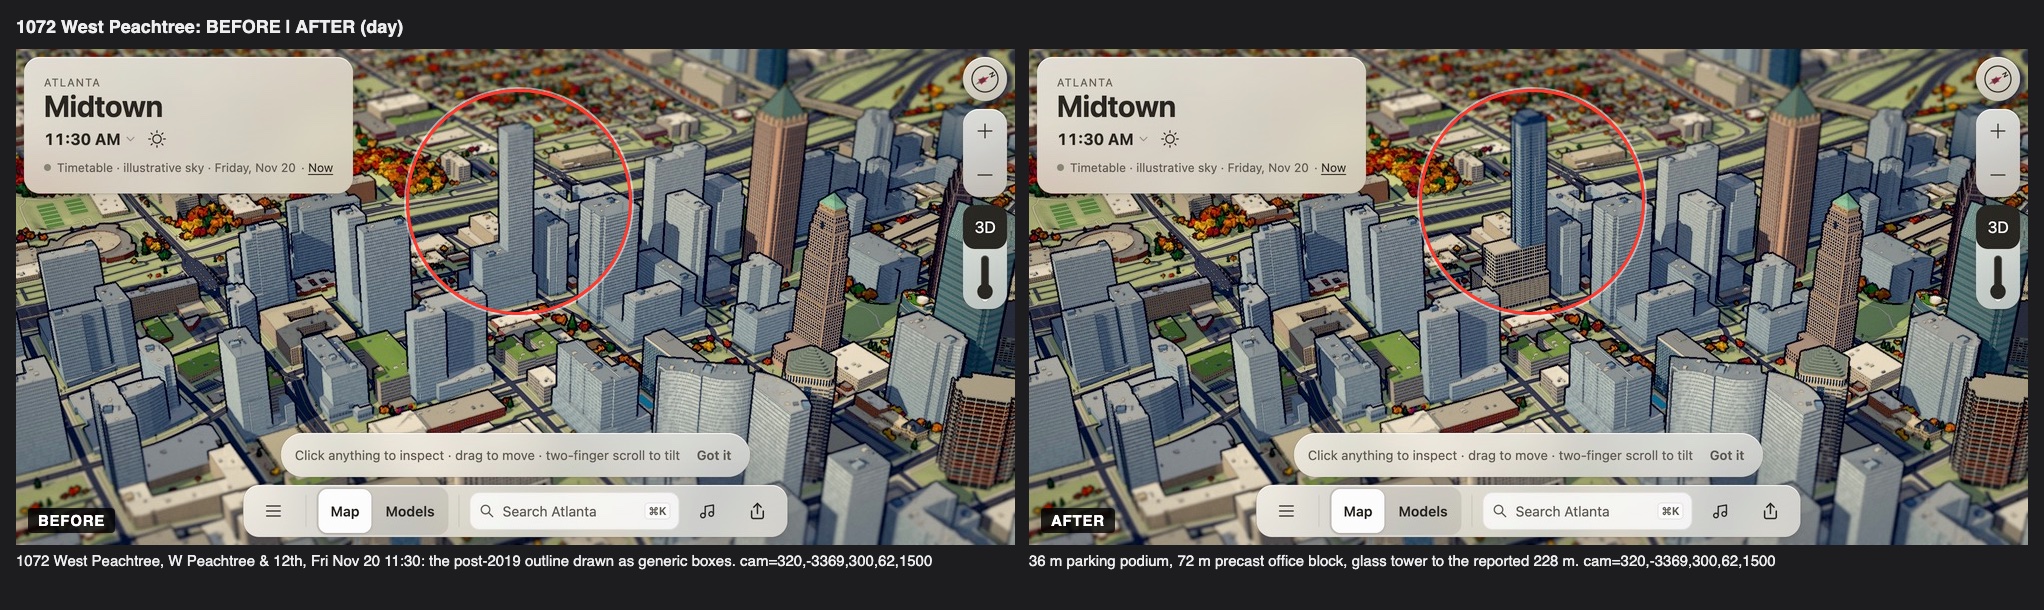 1072 West Peachtree: BEFORE | AFTER (day)
ATLANTA
Midtown
11:30 AM
Timetable · illustrative sky · Friday, Nov 20 · Now
3D
Click anything to inspect · drag to move · two-finger scroll to tilt Got it
Map Models Search Atlanta ⌘K
BEFORE
1072 West Peachtree, W Peachtree & 12th, Fri Nov 20 11:30: the post-2019 outline drawn as generic boxes. cam=320,-3369,300,62,1500
ATLANTA
Midtown
11:30 AM
Timetable · illustrative sky · Friday, Nov 20 · Now
3D
Click anything to inspect · drag to move · two-finger scroll to tilt Got it
Map Models Search Atlanta ⌘K
AFTER
36 m parking podium, 72 m precast office block, glass tower to the reported 228 m. cam=320,-3369,300,62,1500